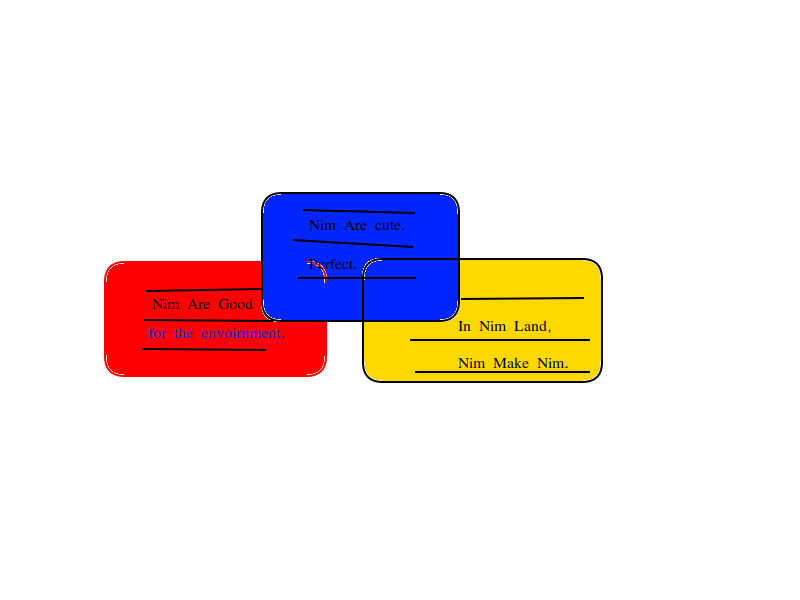 Nim Are cute.
Perfect.
Nim Are Good
for the envoirnment.
In Nim Land,
Nim Make Nim.